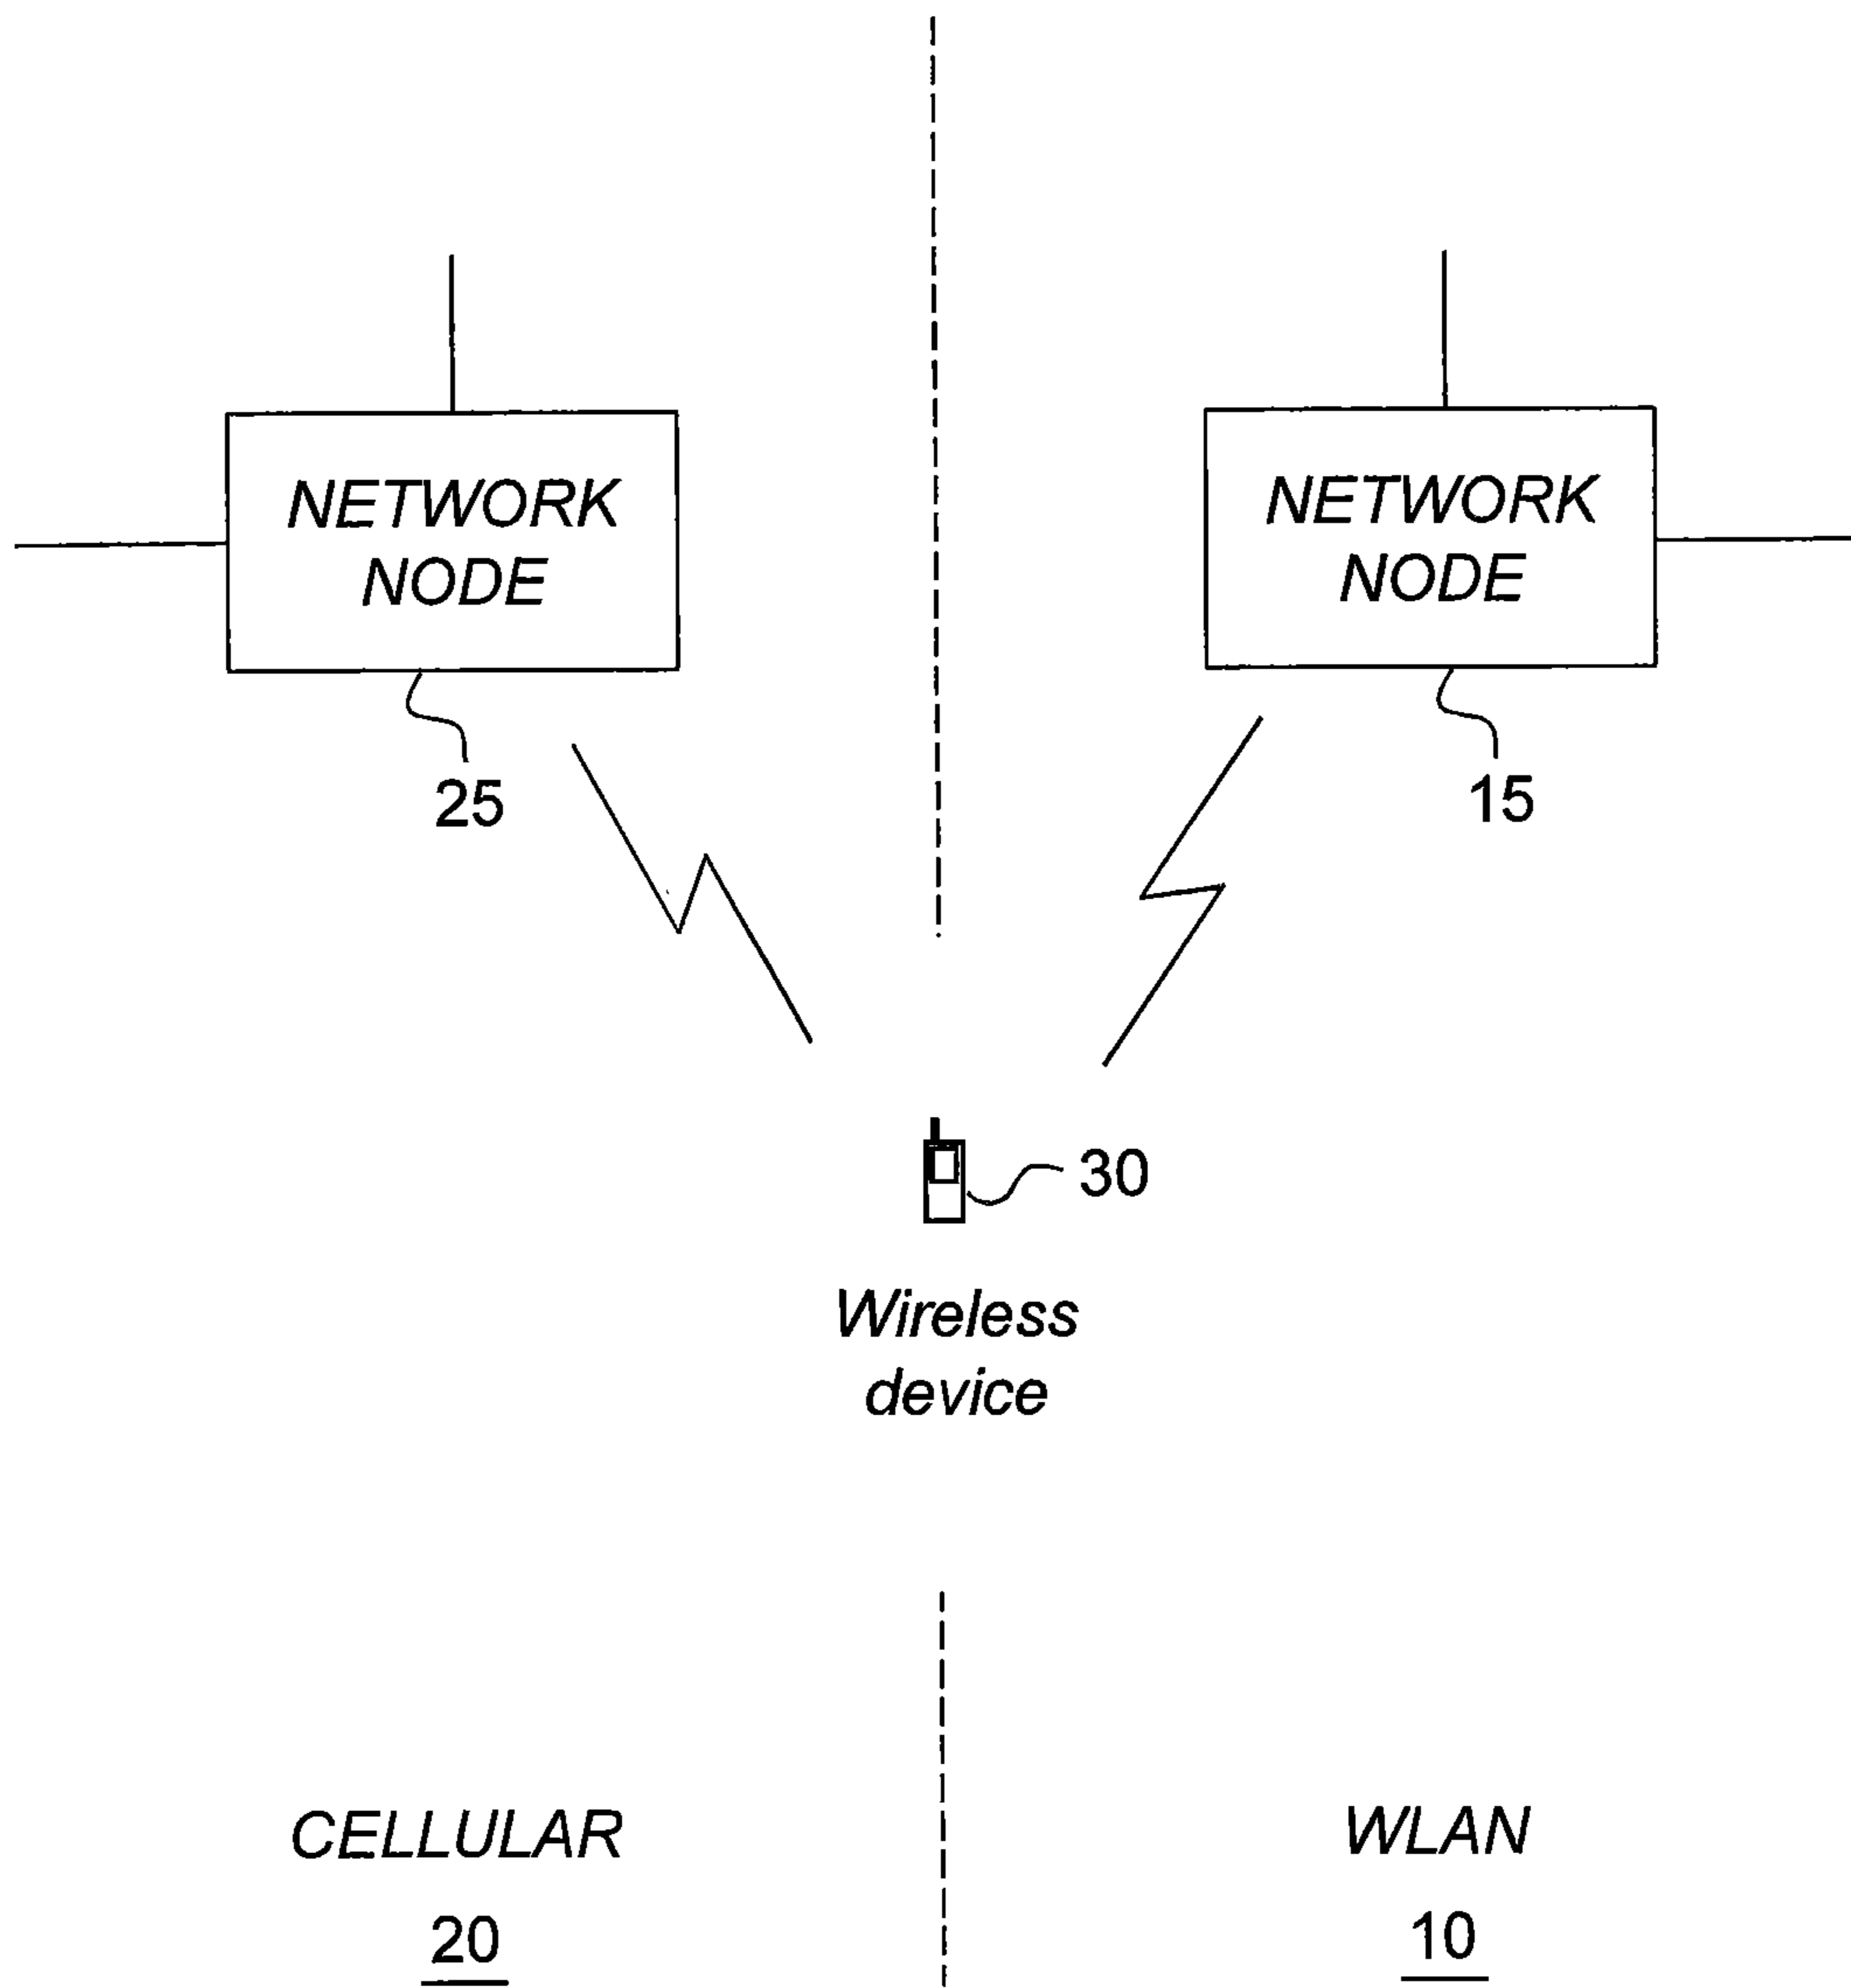 NETWORK
NODE
25
NETWORK
NODE
15
30
Wireless
device
CELLULAR
20
WLAN
10